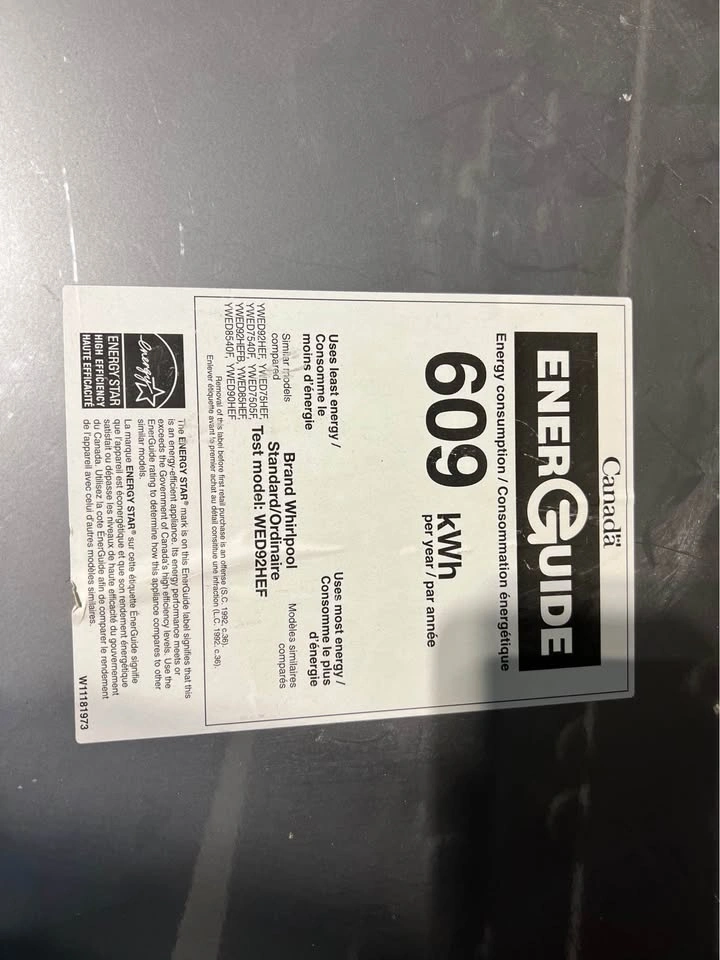 Canada
ENERGUIDE
Energy consumption / Consommation énergétique
609 kWh
per year / par année
Uses least energy /
Consomme le
moins d'énergie
Uses most energy /
Consomme le plus
d'énergie
Similar models
compared
Brand Whirlpool
Standard/Ordinaire
Test model: WED92HEF
Modèles similaires
comparés
YWED92HEF, YWED75HEF,
YWED7540F, YWED7505F,
YWED92HEFB, YWED85HEF,
YWED8540F, YWED90HEF
Removal of this label before first retail purchase is an offense (S.C. 1992, c.36).
Enlever étiquette avant le premier achat au détail constitue une infraction (L.C. 1992, c.36).
energy
ENERGY STAR
HIGH EFFICIENCY
HAUTE EFFICACITÉ
The ENERGY STAR® mark is on this EnerGuide label signifies that this
is an energy-efficient appliance. Its energy performance meets or
exceeds the Government of Canada's high efficiency levels. Use the
EnerGuide rating to determine how this appliance compares to other
similar models.
La marque ENERGY STAR® sur cette étiquette ÉnerGuide signifie
que l'appareil est éconergétique et que son rendement énergétique
satisfait ou dépasse les niveaux de haute efficacité du gouvernement
du Canada. Utilisez la cote EnerGuide afin de comparer le rendement
de l'appareil avec celui d'autres modèles similaires.
W11181973